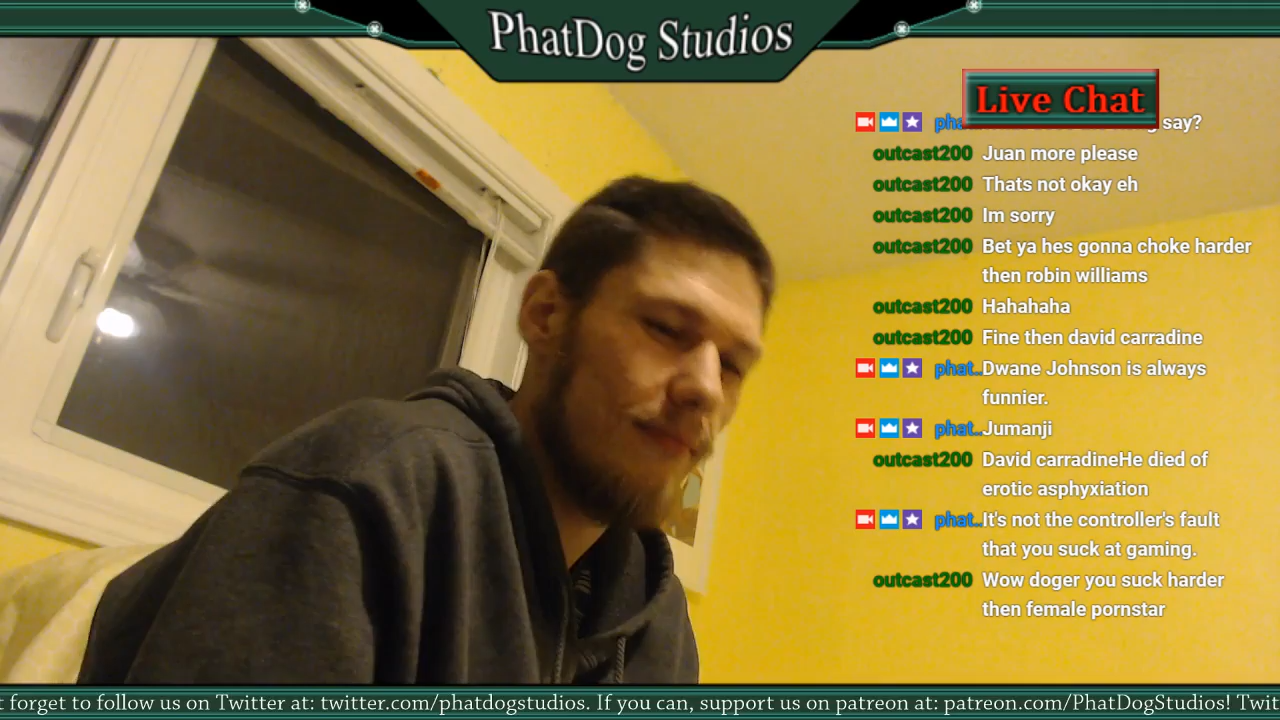 PhatDog Studios
Live Chat
say?
outcast200 Juan more please
outcast200 Thats not okay eh
outcast200 Im sorry
outcast200 Bet ya hes gonna choke harder
then robin williams
outcast200 Hahahaha
outcast200 Fine then david carradine
phat..Dwane Johnson is always
funnier.
phat..Jumanji
outcast200 David carradineHe died of
erotic asphyxiation
phat..It's not the controller's fault
that you suck at gaming.
outcast200 Wow doger you suck harder
then female pornstar
t forget to follow us on Twitter at: twitter.com/phatdogstudios. If you can, support us on patreon at: patreon.com/PhatDogStudios! Twit